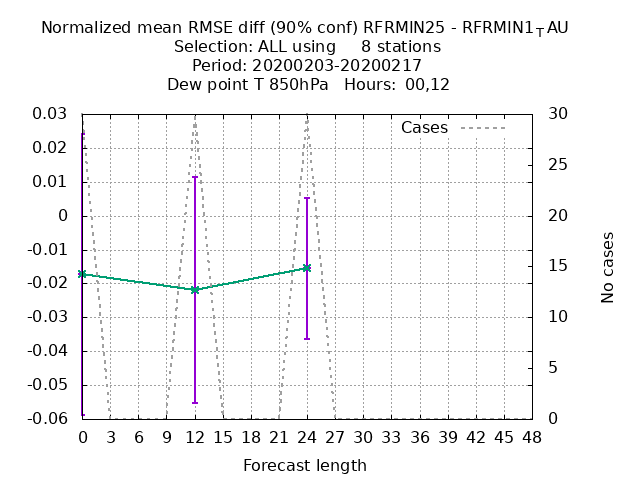 Normalized mean RMSE diff (90% conf) RFRMIN25 - RFRMIN1TAU
Selection: ALL using 8 stations
Period: 20200203-20200217
Dew point T 850hPa Hours: 00,12
Cases
0.03
0.02
0.01
0
-0.01
-0.02
-0.03
-0.04
-0.05
-0.06
30
25
20
15
10
5
0
No cases
0 3 6 9 12 15 18 21 24 27 30 33 36 39 42 45 48
Forecast length